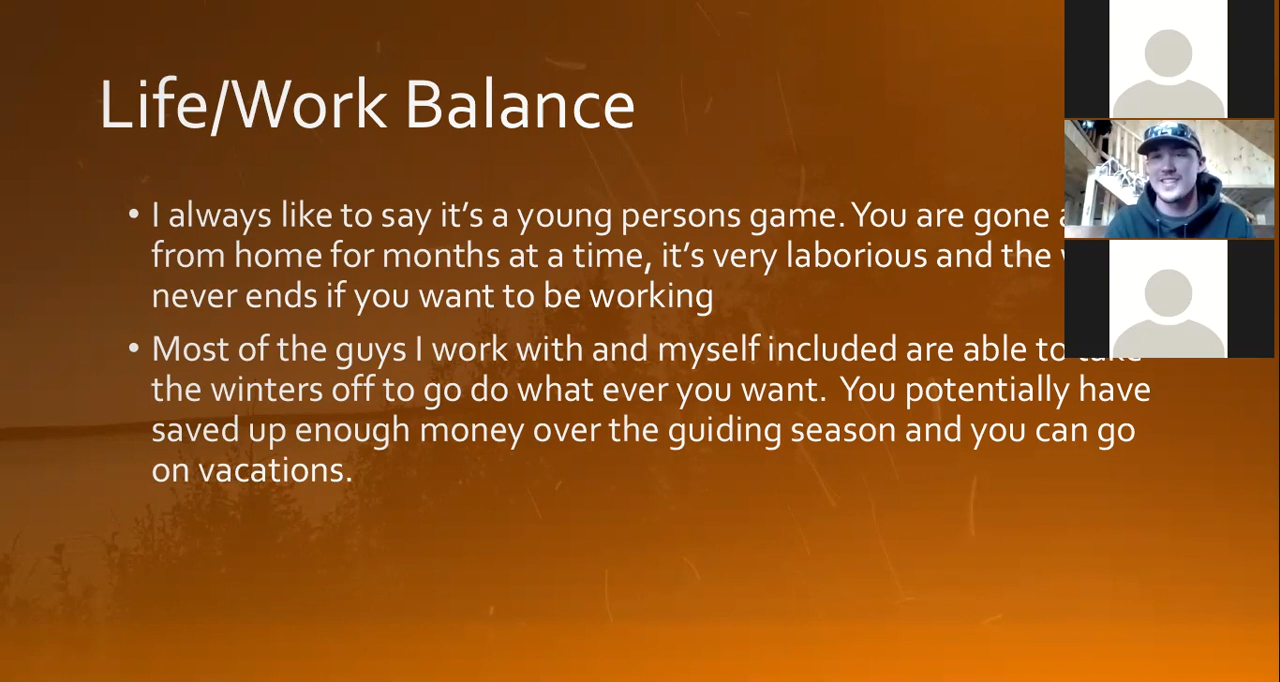 Life/Work Balance
• I always like to say it’s a young persons game. You are gone
from home for months at a time, it’s very laborious and the
never ends if you want to be working
• Most of the guys I work with and myself included are able to take
the winters off to go do what ever you want.  You potentially have
saved up enough money over the guiding season and you can go
on vacations.